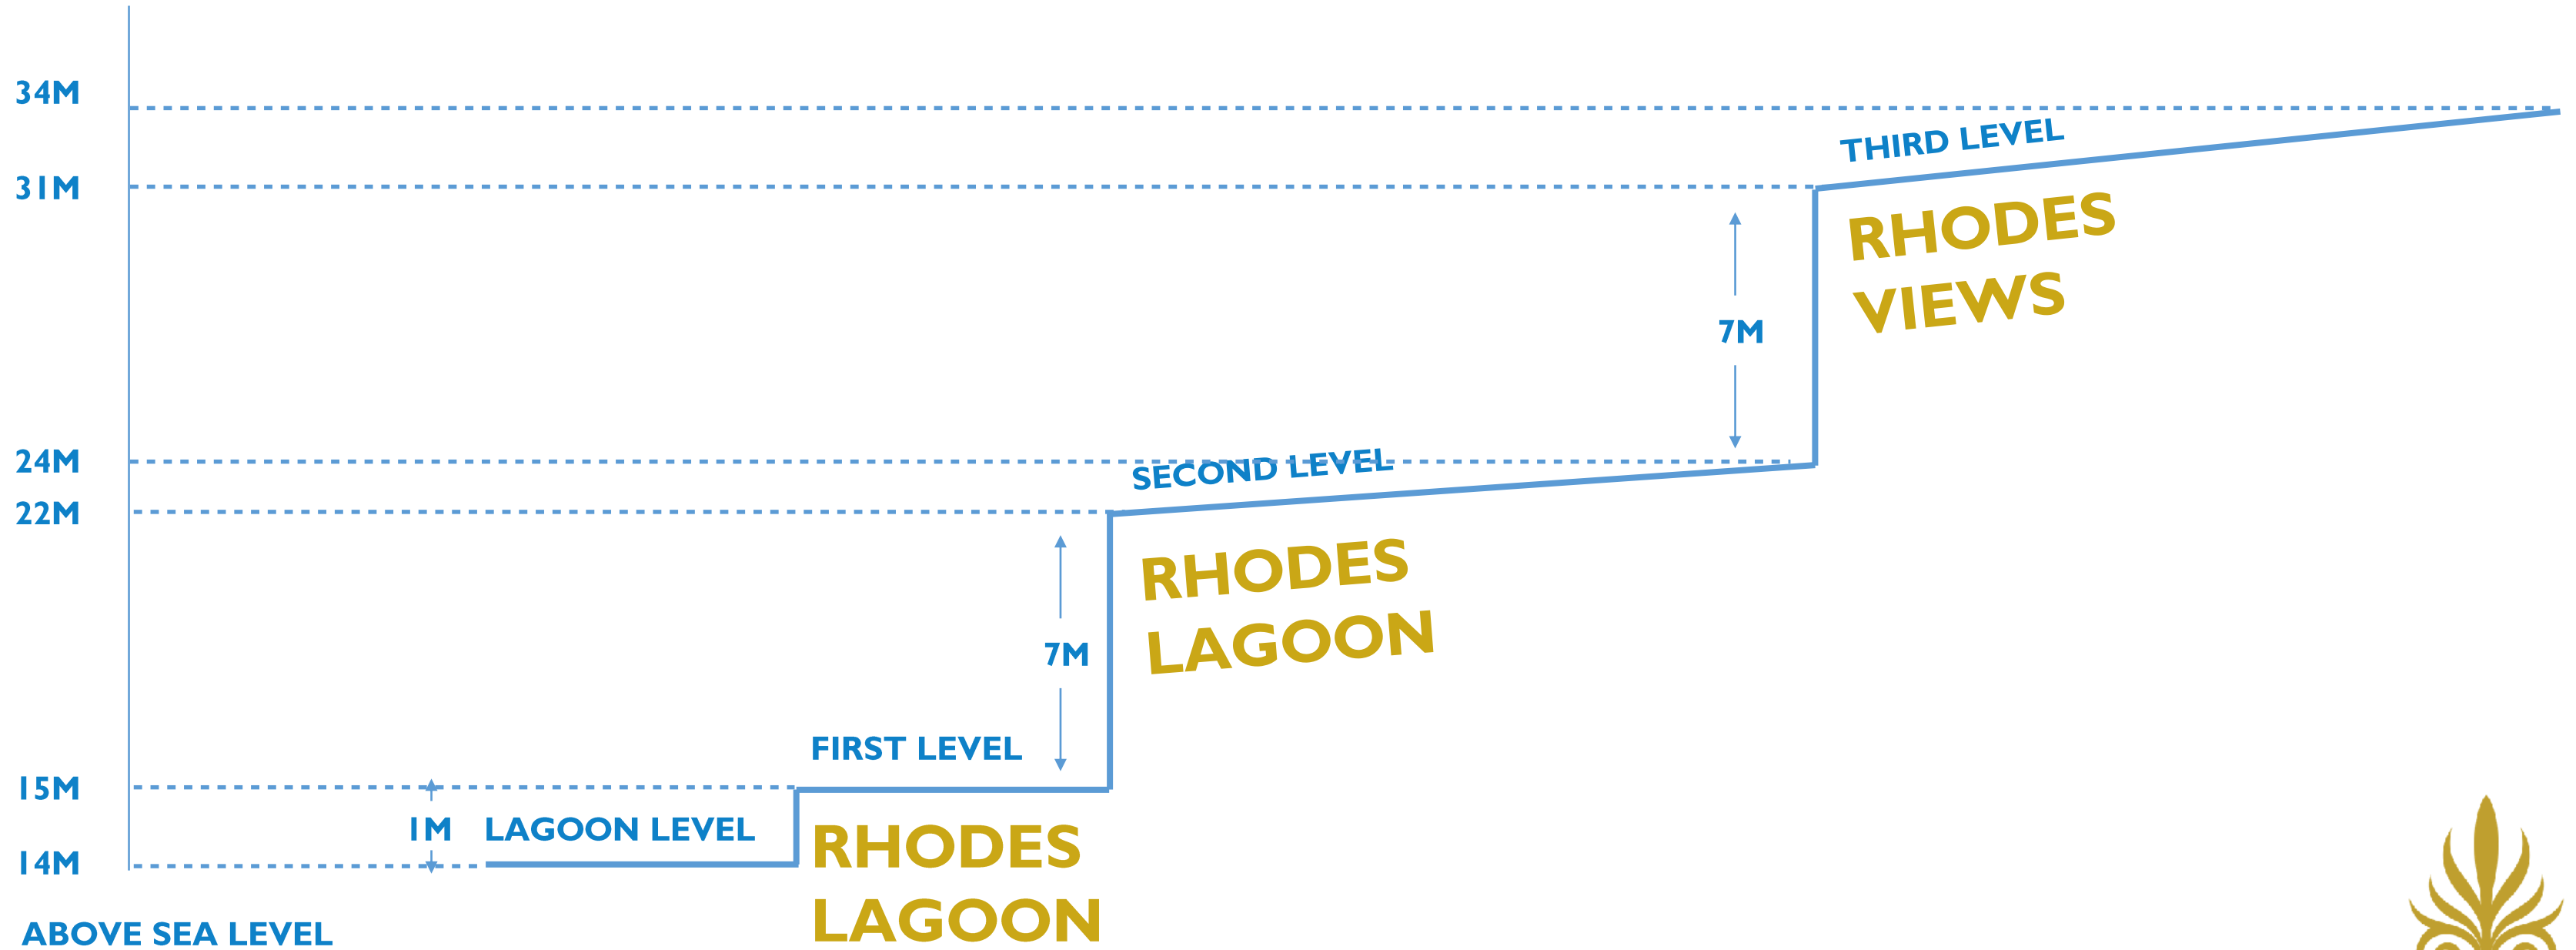 34M
THIRD LEVEL
31M
RHODES
VIEWS
7M
24M
SECOND LEVEL
22M
RHODES
LAGOON
7M
FIRST LEVEL
15M
1M
LAGOON LEVEL
RHODES
LAGOON
14M
ABOVE SEA LEVEL